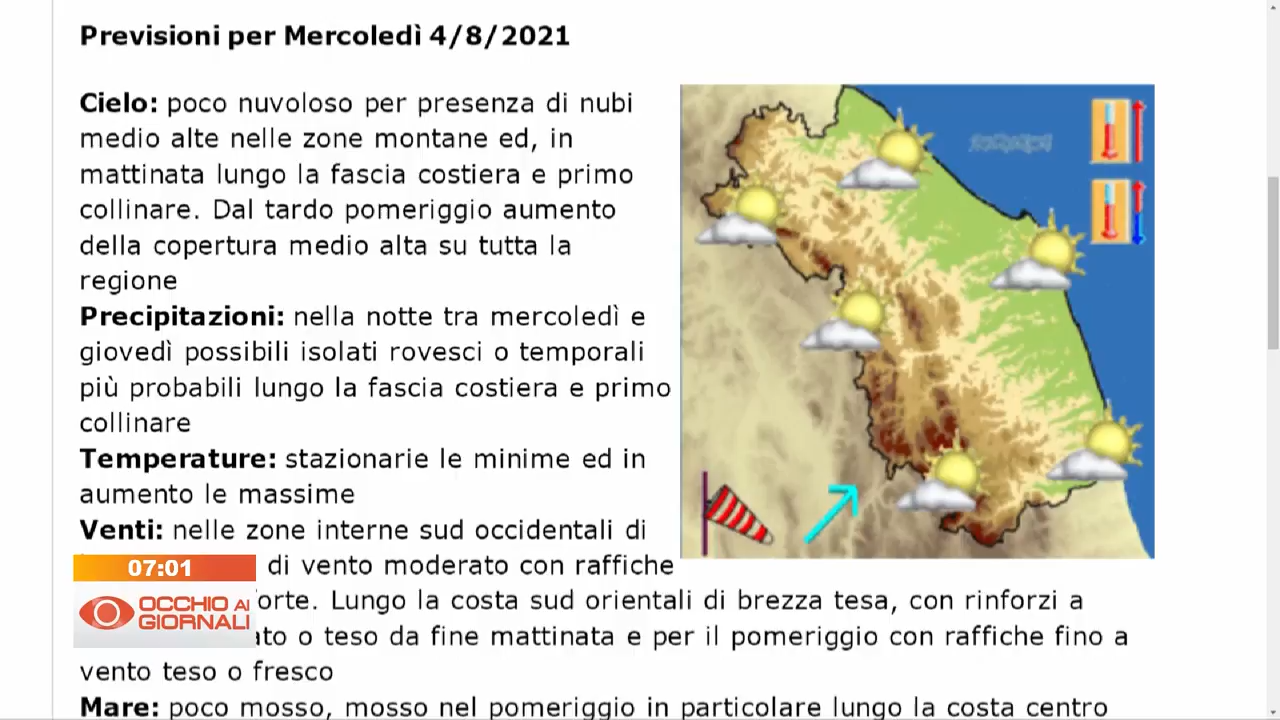 Previsioni per Mercoledì 4/8/2021
Cielo: poco nuvoloso per presenza di nubi
medio alte nelle zone montane ed, in
mattinata lungo la fascia costiera e primo
collinare. Dal tardo pomeriggio aumento
della copertura medio alta su tutta la
regione
Precipitazioni: nella notte tra mercoledì e
giovedì possibili isolati rovesci o temporali
più probabili lungo la fascia costiera e primo
collinare
Temperature: stazionarie le minime ed in
aumento le massime
Venti: nelle zone interne sud occidentali di
di vento moderato con raffiche
orte. Lungo la costa sud orientali di brezza tesa, con rinforzi a
ato o teso da fine mattinata e per il pomeriggio con raffiche fino a
vento teso o fresco
Mare: poco mosso, mosso nel pomeriggio in particolare lungo la costa centro
07:01
OCCHIO AI
GIORNALI